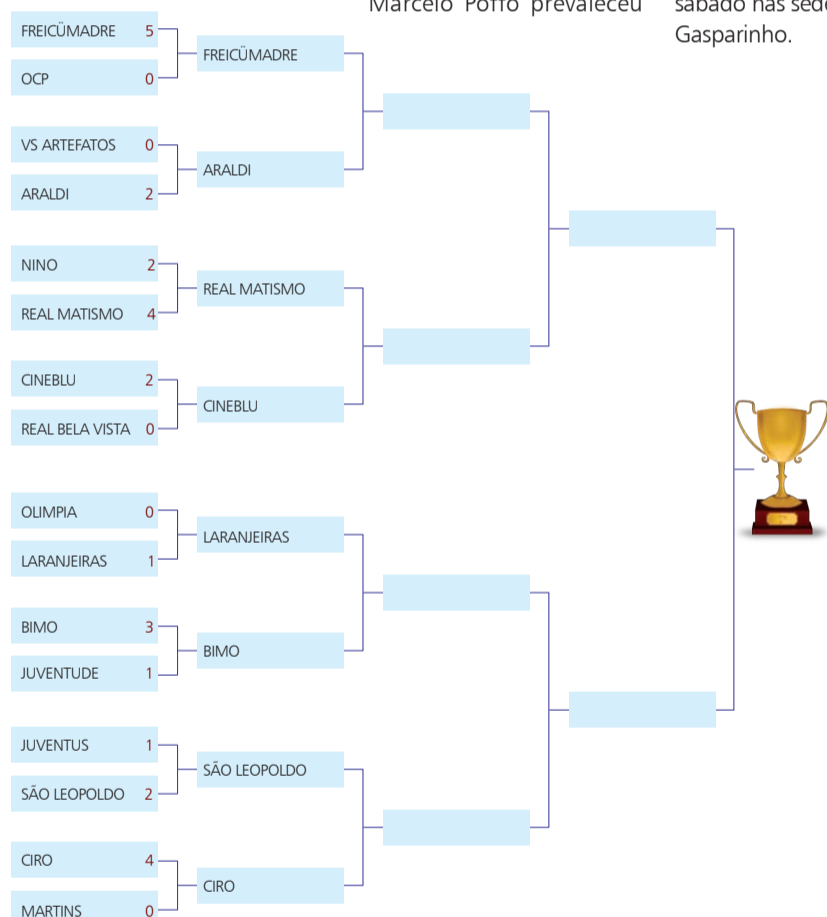 Marcelo Poffo prevaleceu
sábado nas sede
Gasparinho.
FREICÜMADRE 5
OCP 0
FREICÜMADRE
VS ARTEFATOS 0
ARALDI 2
ARALDI
NINO 2
REAL MATISMO 4
REAL MATISMO
CINEBLU 2
REAL BELA VISTA 0
CINEBLU
OLIMPIA 0
LARANJEIRAS 1
LARANJEIRAS
BIMO 3
JUVENTUDE 1
BIMO
JUVENTUS 1
SÃO LEOPOLDO 2
SÃO LEOPOLDO
CIRO 4
MARTINS 0
CIRO